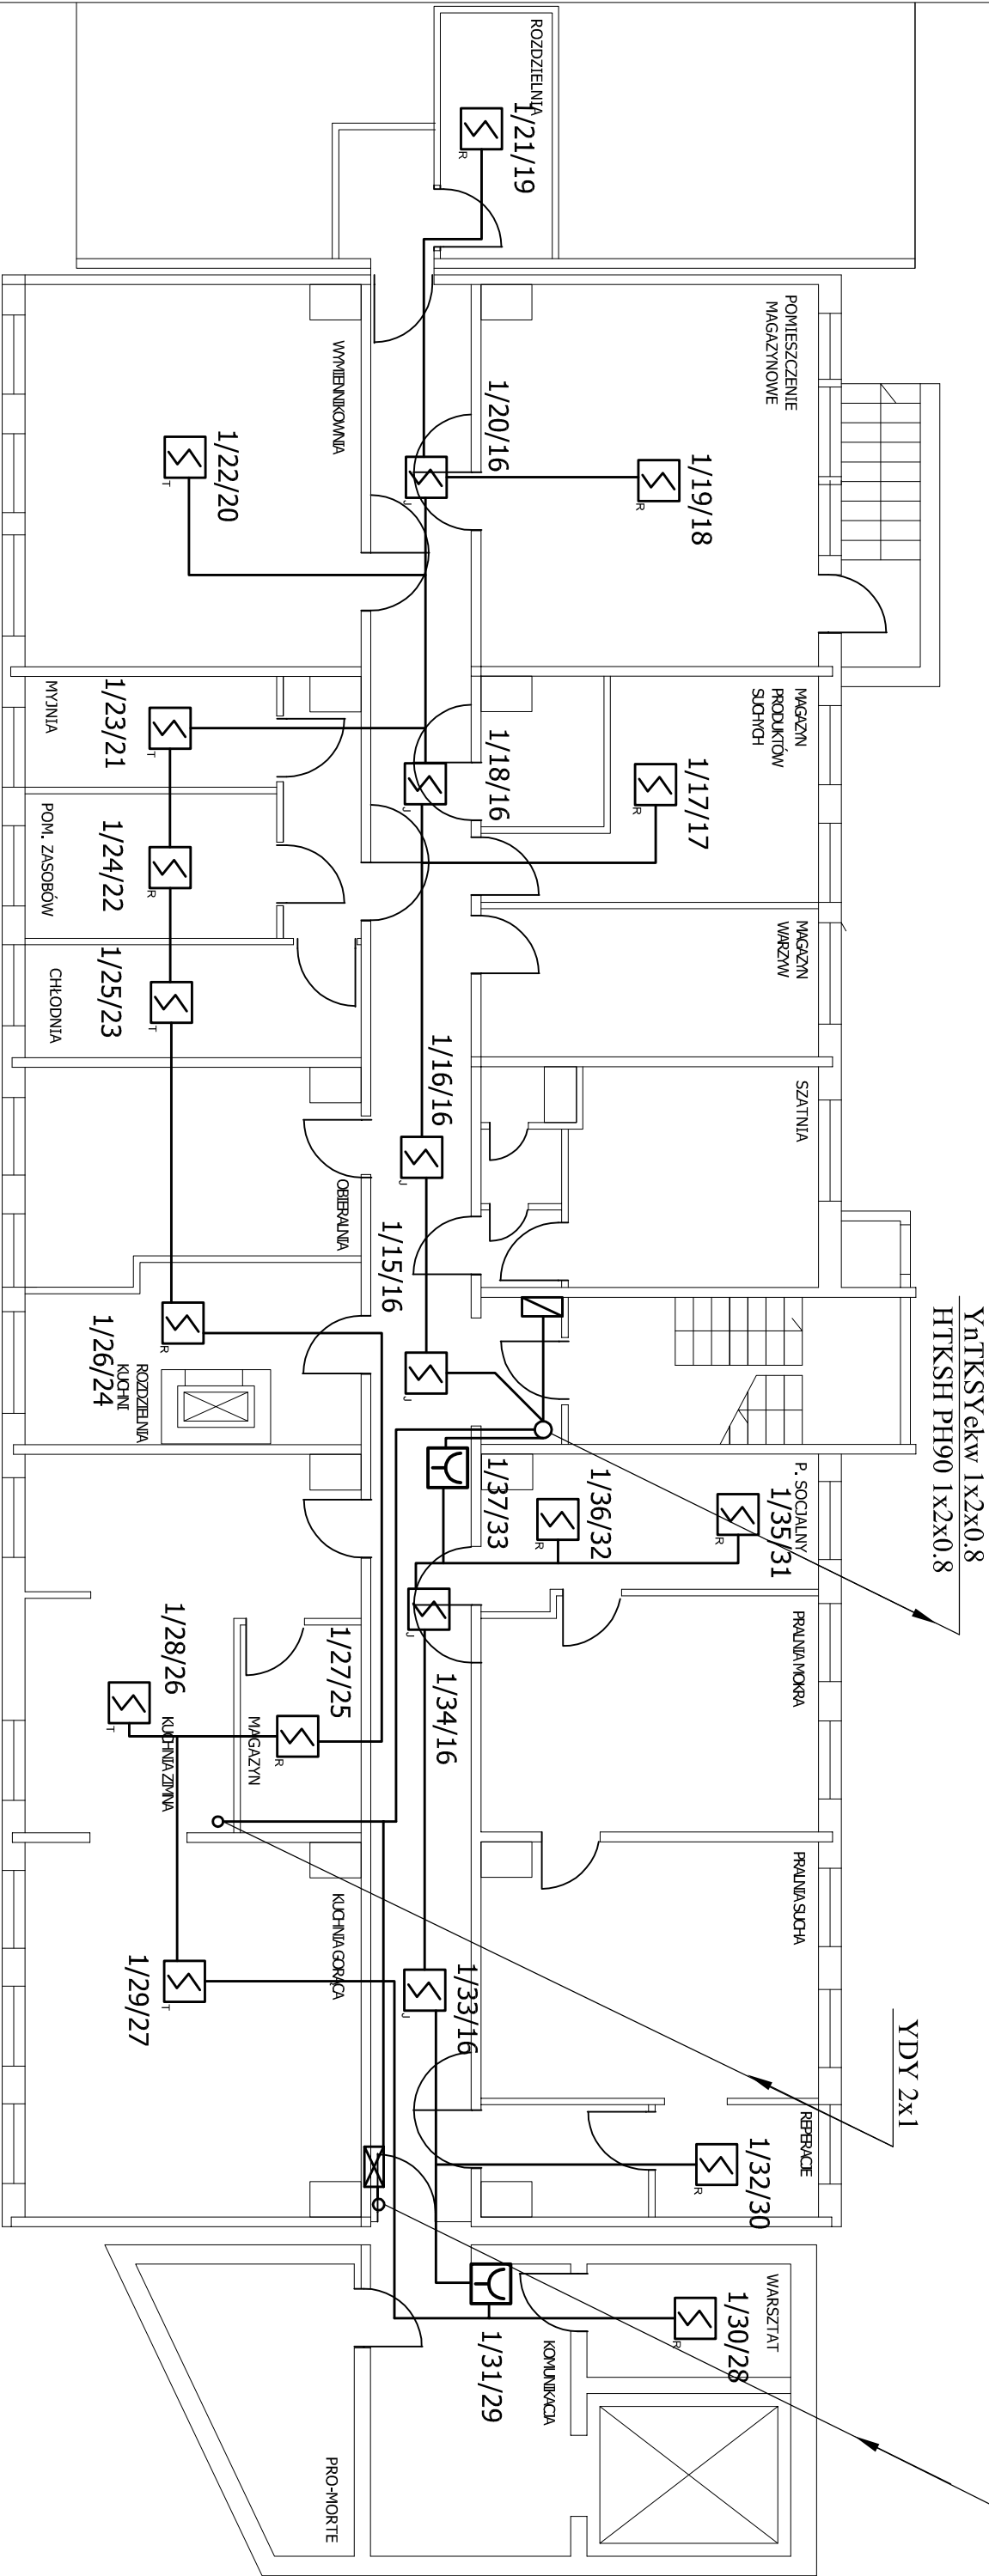 ROZDZIELNIA
1/21/19
R
POMIESZCZENIE
MAGAZYNOWE
WYMIENNIKOWNIA
1/20/16
J
1/19/18
R
1/22/20
T
MAGAZYN
PRODUKTÓW
SUCHYCH
1/17/17
R
1/18/16
J
MYJNIA
1/23/21
T
POM. ZASOBÓW
1/24/22
R
CHŁODNIA
1/25/23
T
MAGAZYN
WARZYW
SZATNIA
1/16/16
J
OBIERALNIA
1/15/16
J
1/26/24
R
ROZDZIELNIA
KUCHNI
YnTKSYekw 1x2x0.8
HTKSH PH90 1x2x0.8
P. SOCJALNY
1/35/31
R
1/36/32
R
1/37/33
1/34/16
J
PRALNIA MOKRA
1/27/25
R
MAGAZYN
1/28/26
T
KUCHNIA ZIMNA
PRALNIA SUCHA
KUCHNIA GORĄCA
1/29/27
T
1/33/16
J
YDY 2x1
REPERACJE
1/32/30
R
WARSZTAT
1/30/28
R
1/31/29
KOMUNIKACJA
PRO-MORTE